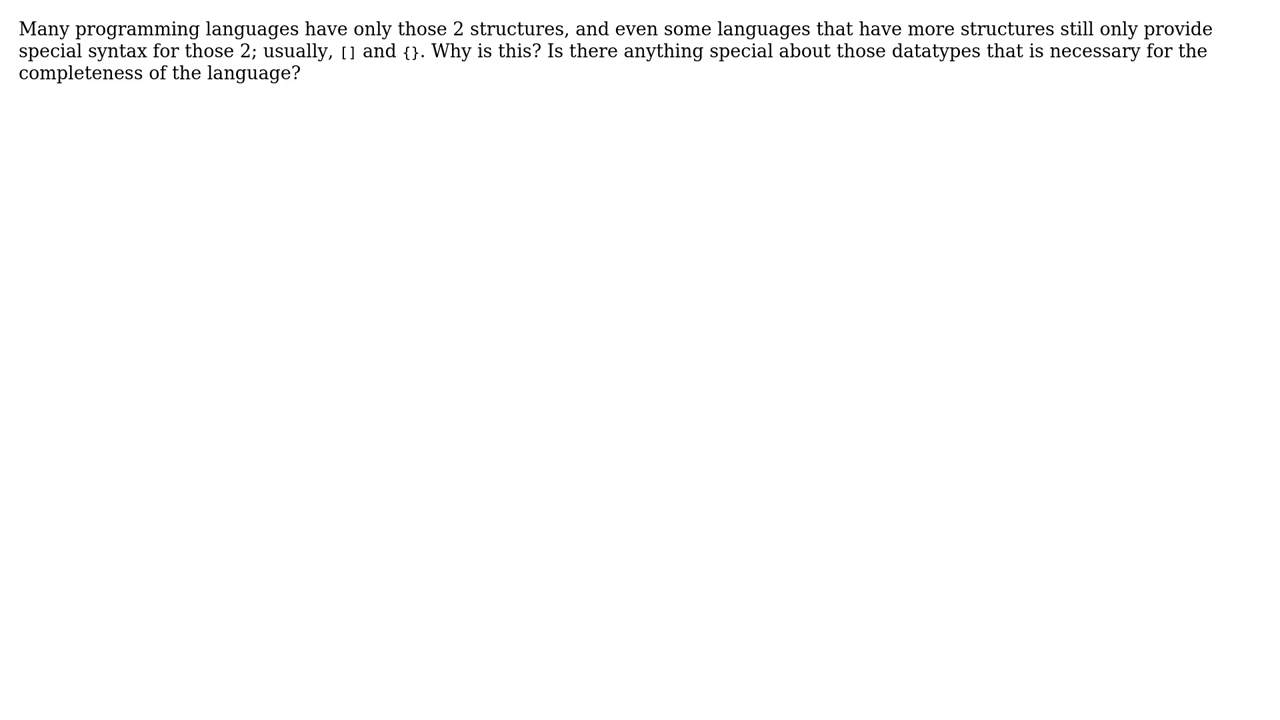 Many programming languages have only those 2 structures, and even some languages that have more structures still only provide
special syntax for those 2; usually, [] and {}. Why is this? Is there anything special about those datatypes that is necessary for the
completeness of the language?